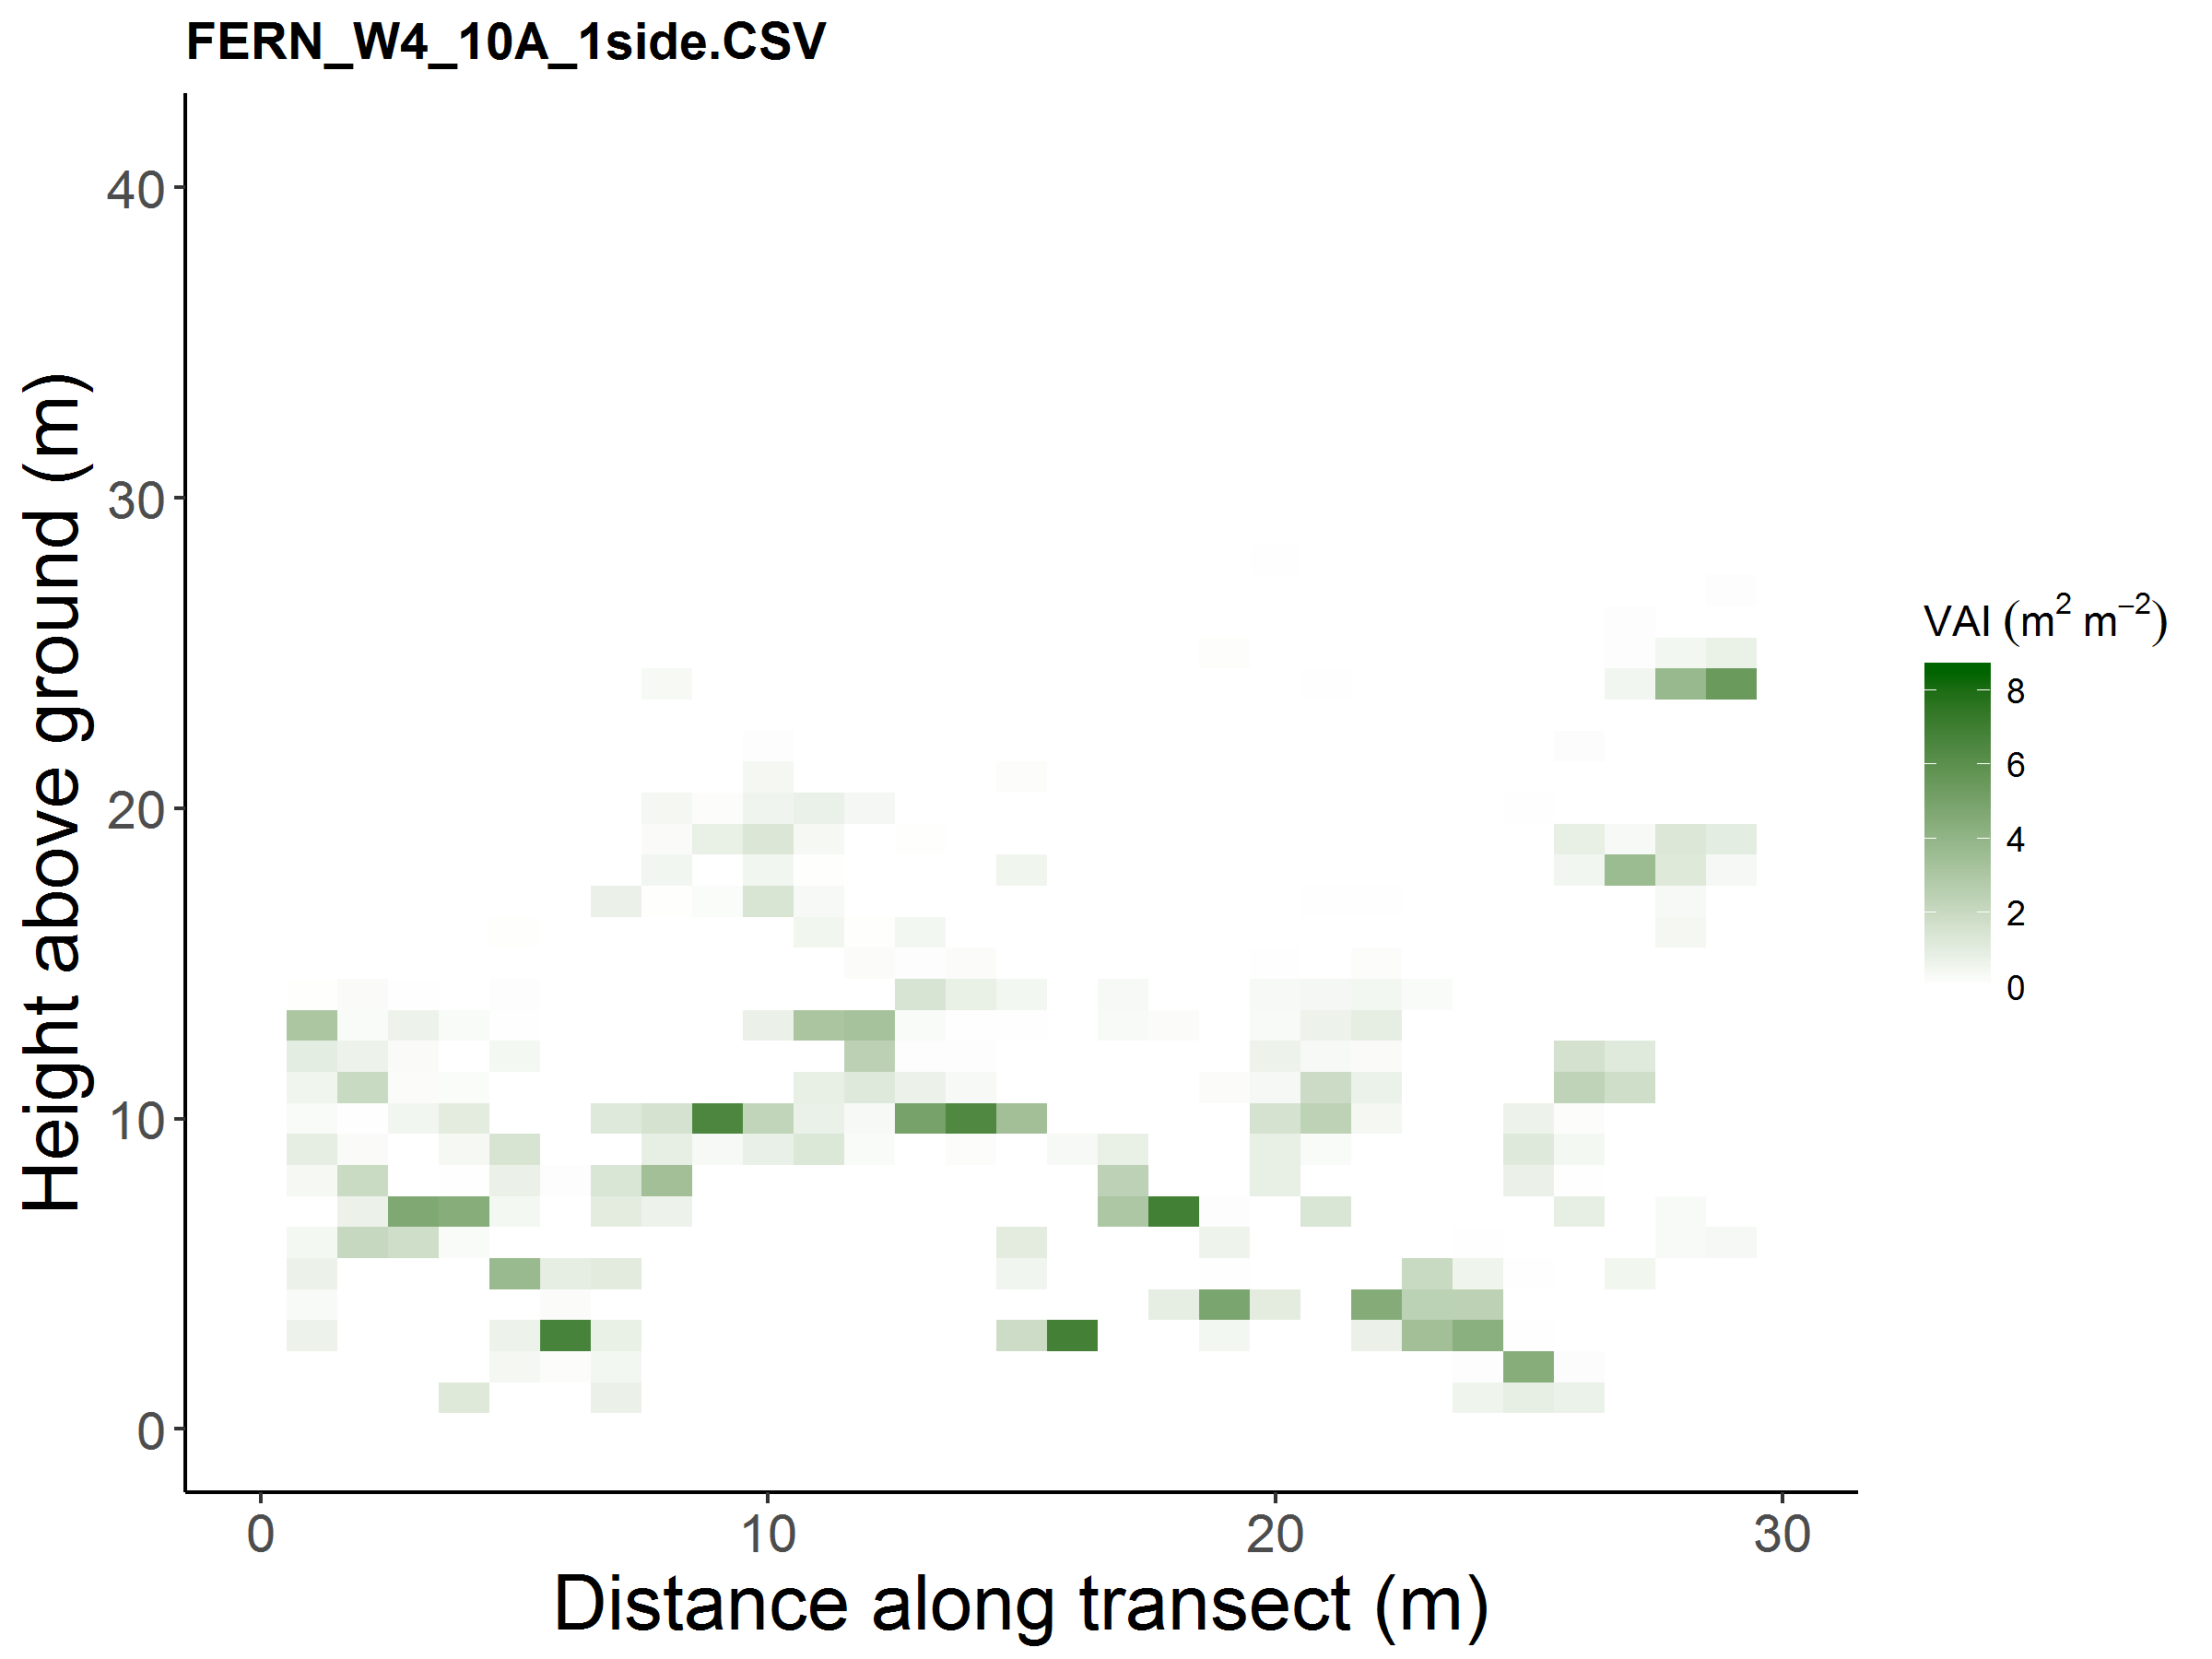 FERN_W4_10A_1side.CSV
Height above ground (m)
40
30
20
10
0
0 10 20 30
Distance along transect (m)
VAI (m² m⁻²)
8
6
4
2
0